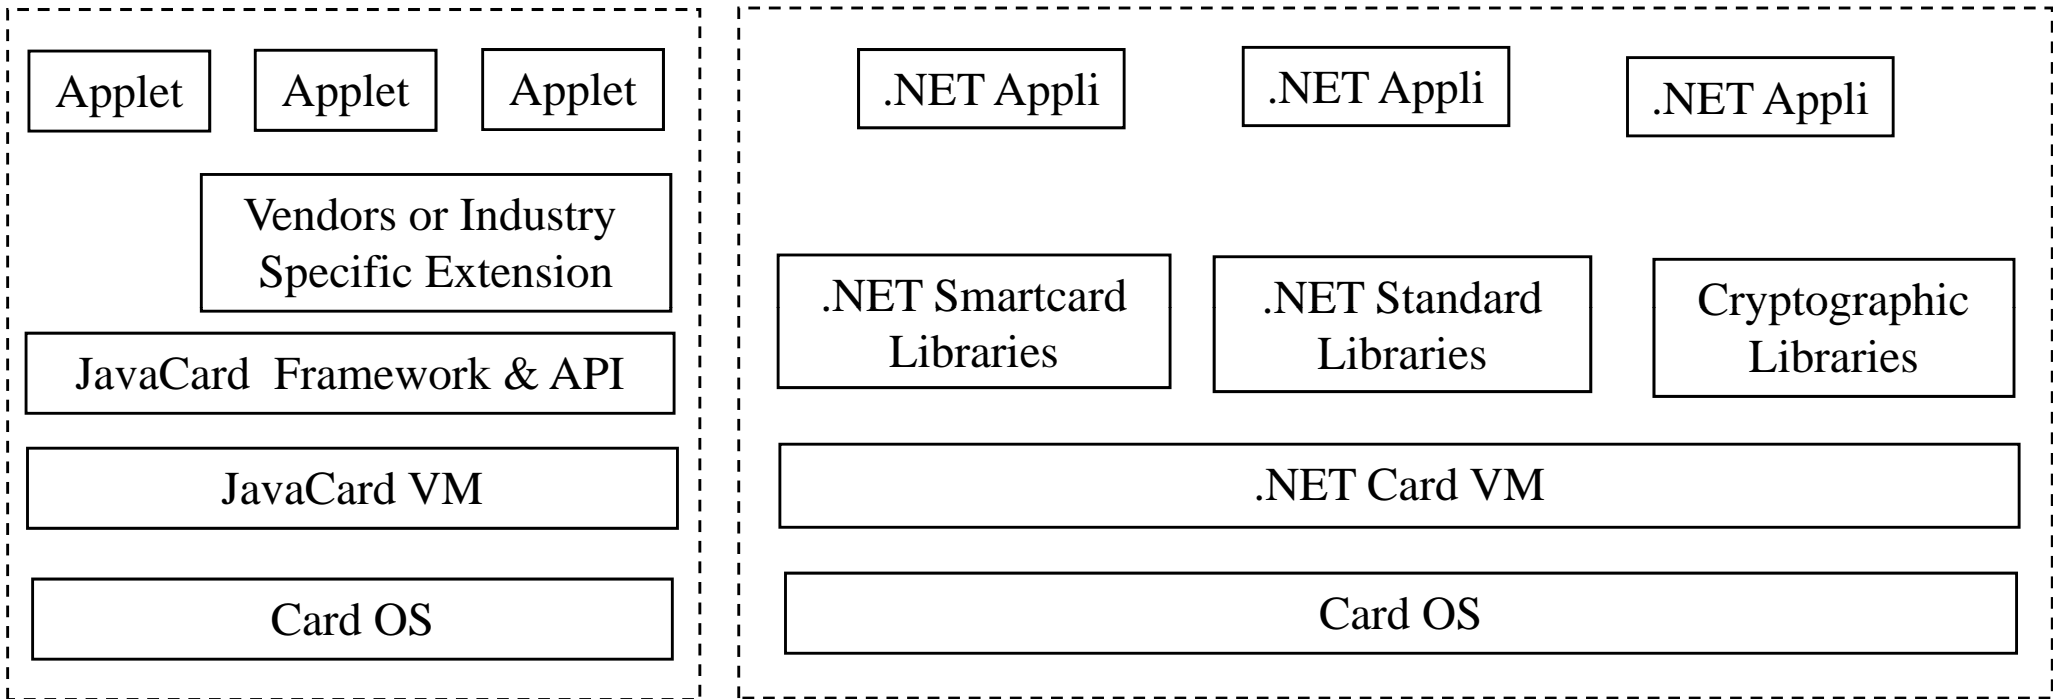 Applet
Applet
Applet
Vendors or Industry
Specific Extension
JavaCard  Framework & API
JavaCard VM
Card OS
.NET Appli
.NET Appli
.NET Appli
.NET Smartcard
Libraries
.NET Standard
Libraries
Cryptographic
Libraries
.NET Card VM
Card OS